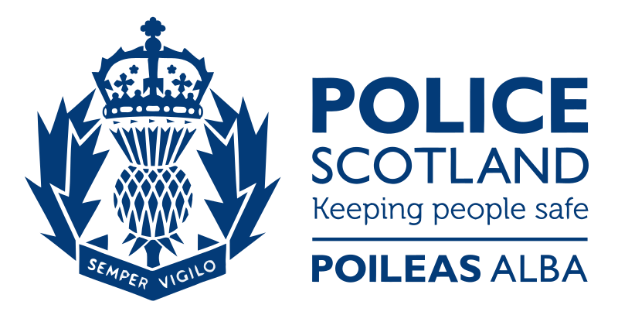 SEMPER VIGILO
POLICE
SCOTLAND
Keeping people safe
POILEAS ALBA